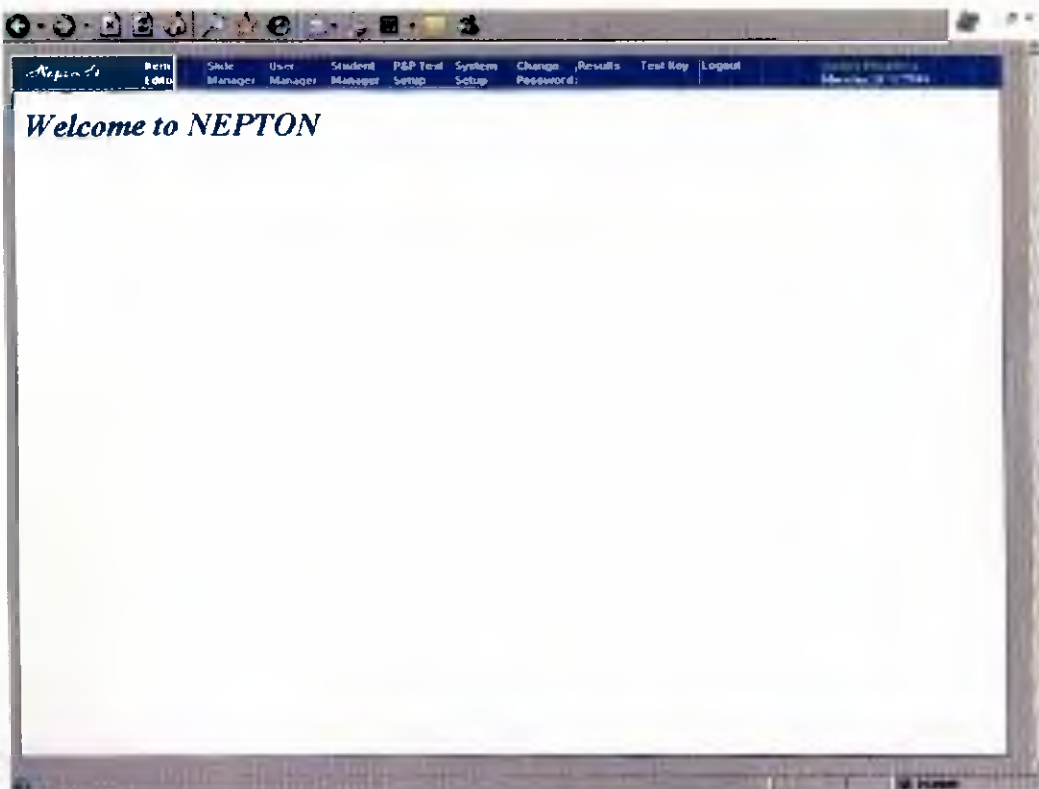 Item Slide User Student P&P Test System Change Results Test Key Logout
Editor Manager Manager Manager Setup Setup Password
Welcome to NEPTON